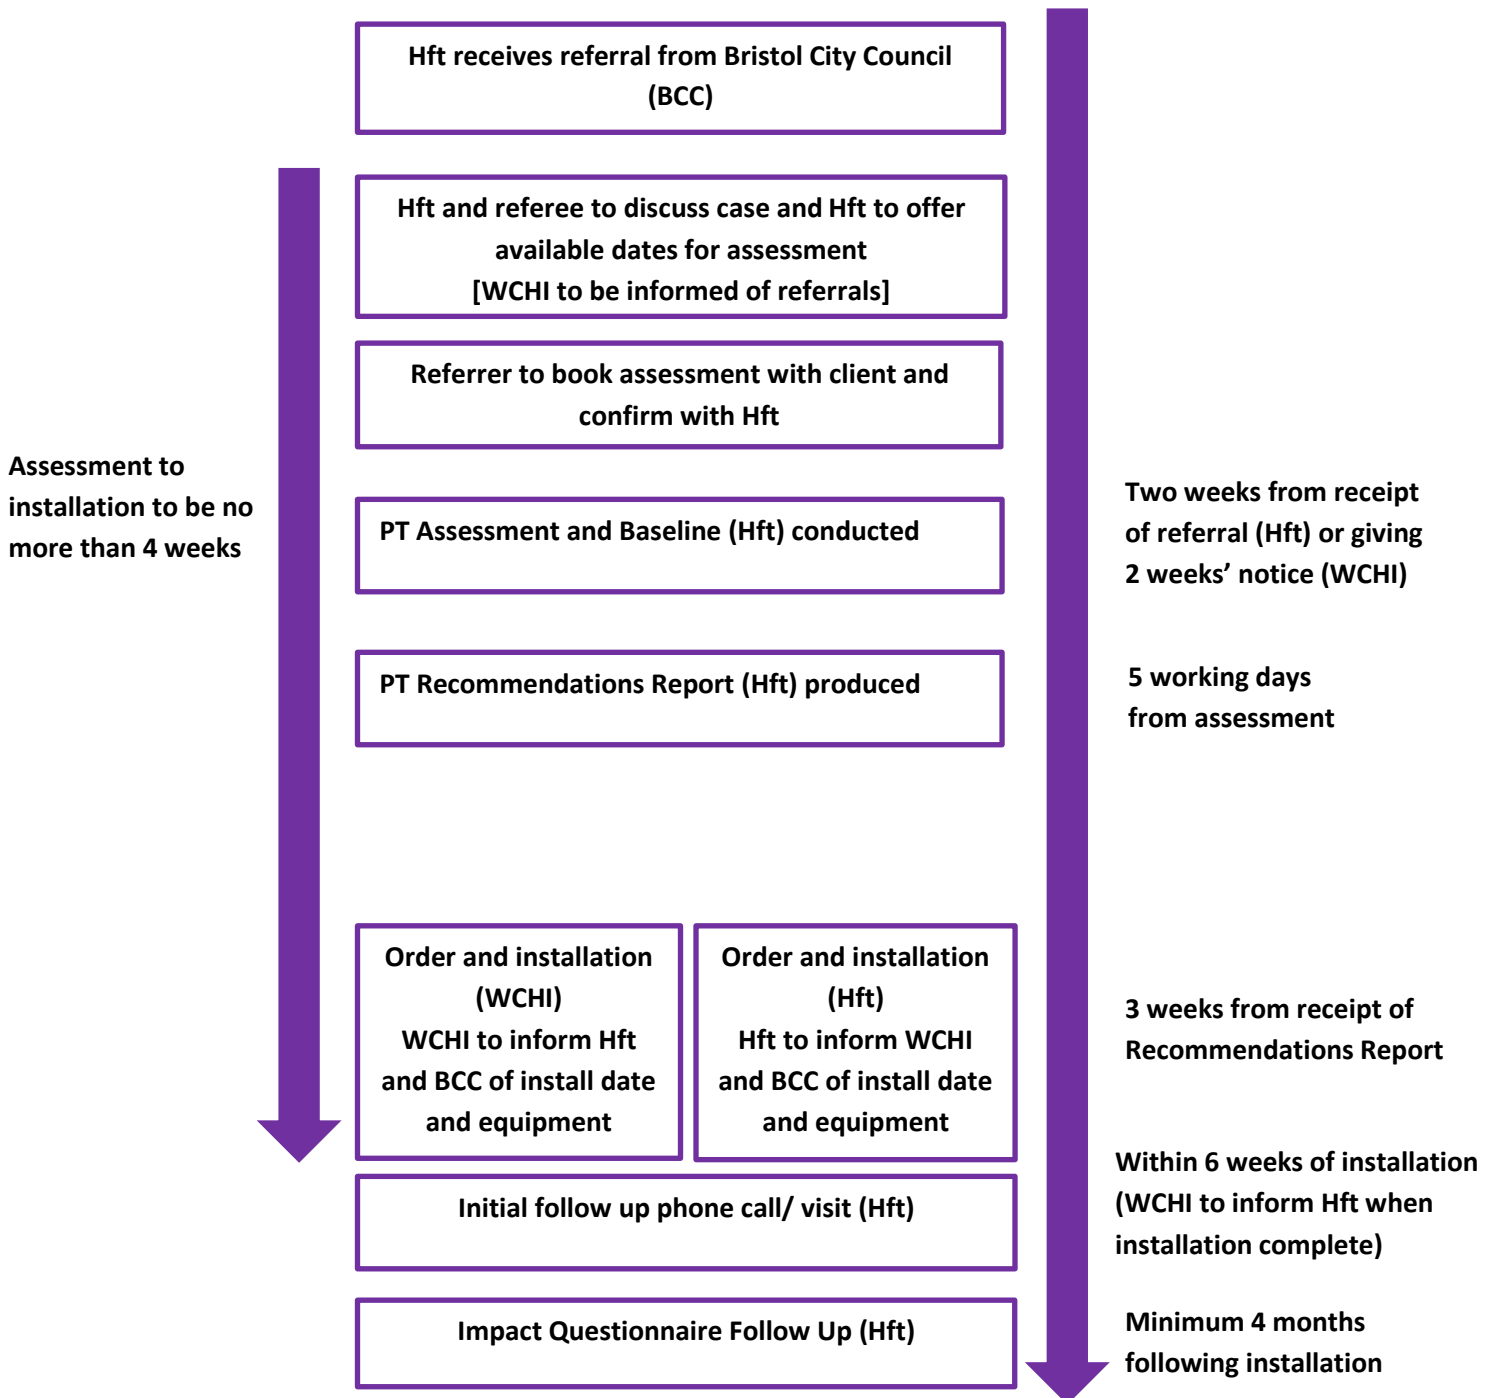 Hft receives referral from Bristol City Council
(BCC)
Hft and referee to discuss case and Hft to offer
available dates for assessment
[WCHI to be informed of referrals]
Referrer to book assessment with client and
confirm with Hft
Assessment to
installation to be no
more than 4 weeks
PT Assessment and Baseline (Hft) conducted
Two weeks from receipt
of referral (Hft) or giving
2 weeks’ notice (WCHI)
PT Recommendations Report (Hft) produced
5 working days
from assessment
Order and installation
(WCHI)
WCHI to inform Hft
and BCC of install date
and equipment
Order and installation
(Hft)
Hft to inform WCHI
and BCC of install date
and equipment
3 weeks from receipt of
Recommendations Report
Initial follow up phone call/ visit (Hft)
Within 6 weeks of installation
(WCHI to inform Hft when
installation complete)
Impact Questionnaire Follow Up (Hft)
Minimum 4 months
following installation